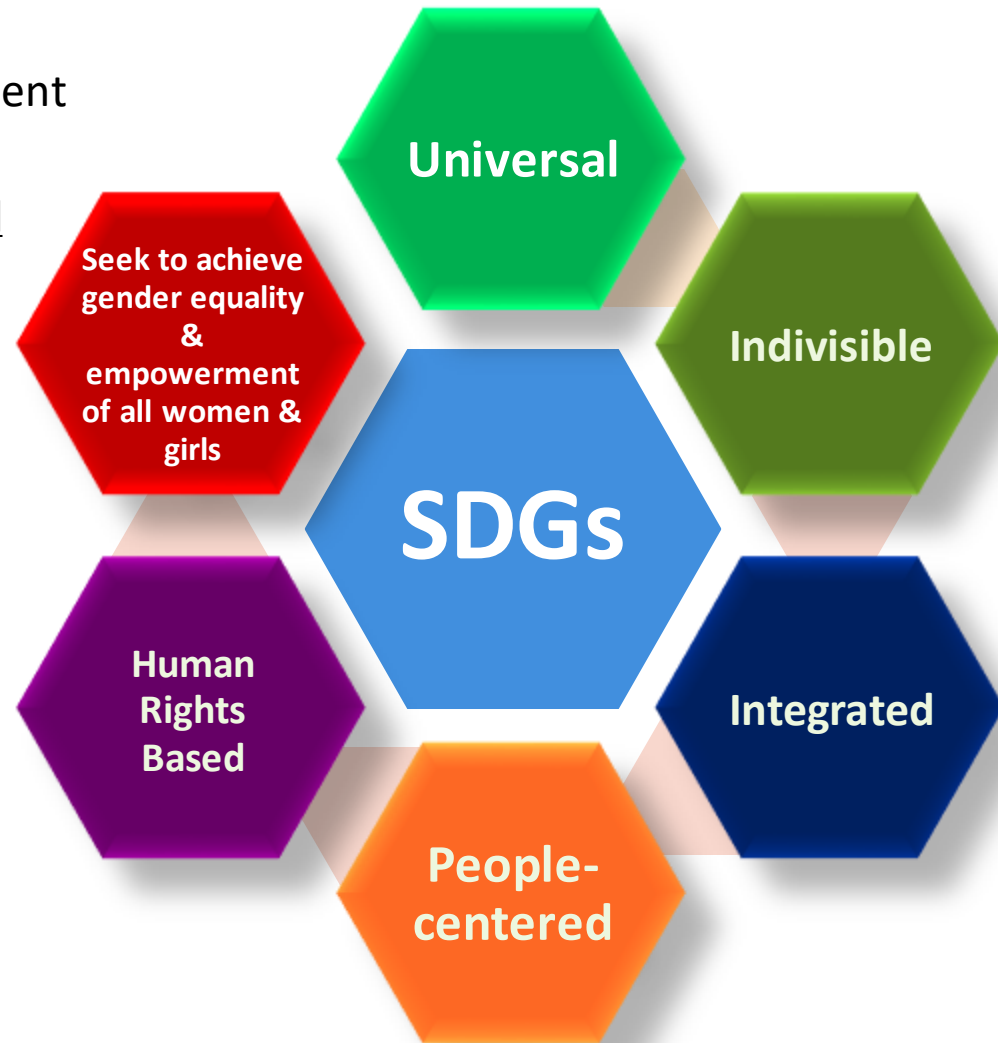 ent
Universal
Seek to achieve
gender equality
&
empowerment
of all women &
girls
Indivisible
SDGs
Human
Rights
Based
Integrated
People-
centered